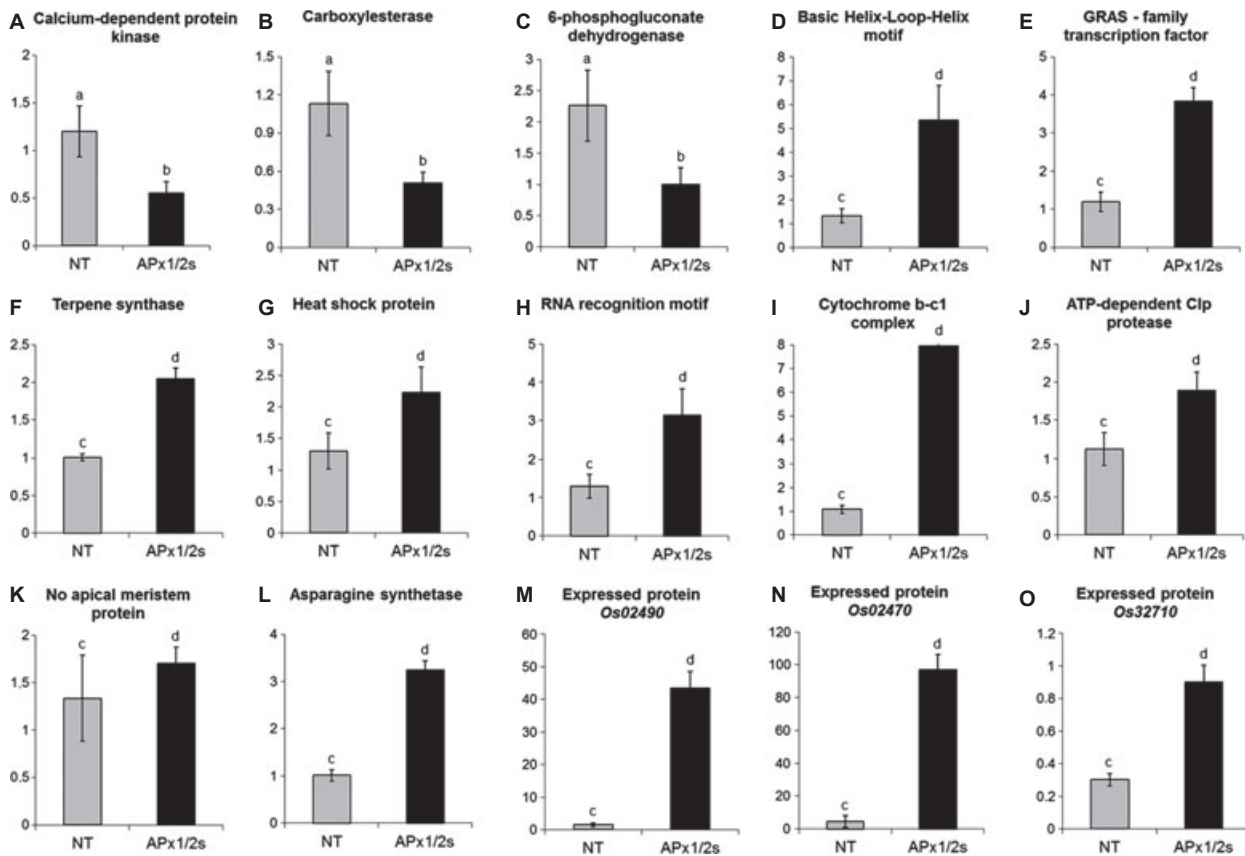 A Calcium-dependent protein
kinase
2
1.5
1
0.5
0
a
b
NT APx1/2s
B Carboxylesterase
1.5
1.2
0.9
0.6
0.3
0
a
b
NT APx1/2s
C 6-phosphogluconate
dehydrogenase
3
2.5
2
1.5
1
0.5
0
a
b
NT APx1/2s
D Basic Helix-Loop-Helix
motif
8
7
6
5
4
3
2
1
0
c
d
NT APx1/2s
E GRAS - family
transcription factor
5
4
3
2
1
0
c
d
NT APx1/2s
F Terpene synthase
2.5
2
1.5
1
0.5
0
c
d
NT APx1/2s
G Heat shock protein
3
2.5
2
1.5
1
0.5
0
c
d
NT APx1/2s
H RNA recognition motif
5
4
3
2
1
0
c
d
NT APx1/2s
I Cytochrome b-c1
complex
8
7
6
5
4
3
2
1
0
c
d
NT APx1/2s
J ATP-dependent Clp
protease
2.5
2
1.5
1
0.5
0
c
d
NT APx1/2s
K No apical meristem
protein
2
1,5
1
0,5
0
c
d
NT APx1/2s
L Asparagine synthetase
4
3
2
1
0
c
d
NT APx1/2s
M Expressed protein
Os02490
60
50
40
30
20
10
0
c
d
NT APx1/2s
N Expressed protein
Os02470
120
100
80
60
40
20
0
c
d
NT APx1/2s
O Expressed protein
Os32710
1.2
1
0.8
0.6
0.4
0.2
0
c
d
NT APx1/2s